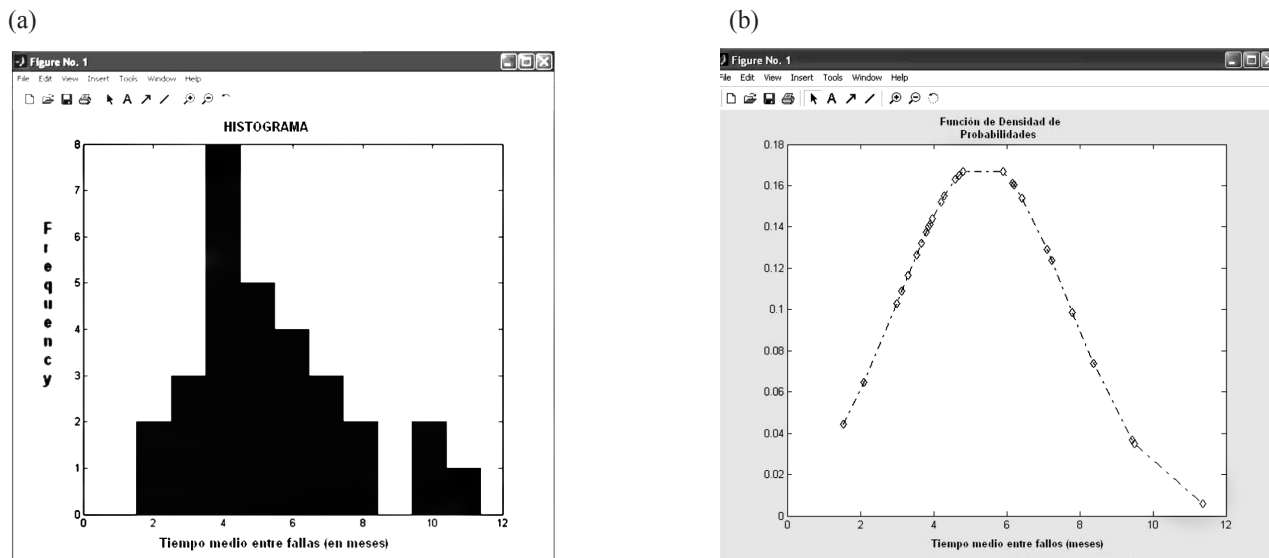 (a)
(b)
Figure No. 1
File Edit View Insert Tools Window Help
A
HISTOGRAMA
8
7
6
5
4
3
2
1
0
Frequency
0 2 4 6 8 10 12
Tiempo medio entre fallas (en meses)
Figure No. 1
File Edit View Insert Tools Window Help
A
Función de Densidad de
Probabilidades
0.18
0.16
0.14
0.12
0.1
0.08
0.06
0.04
0.02
0
0 2 4 6 8 10 12
Tiempo medio entre fallos (meses)